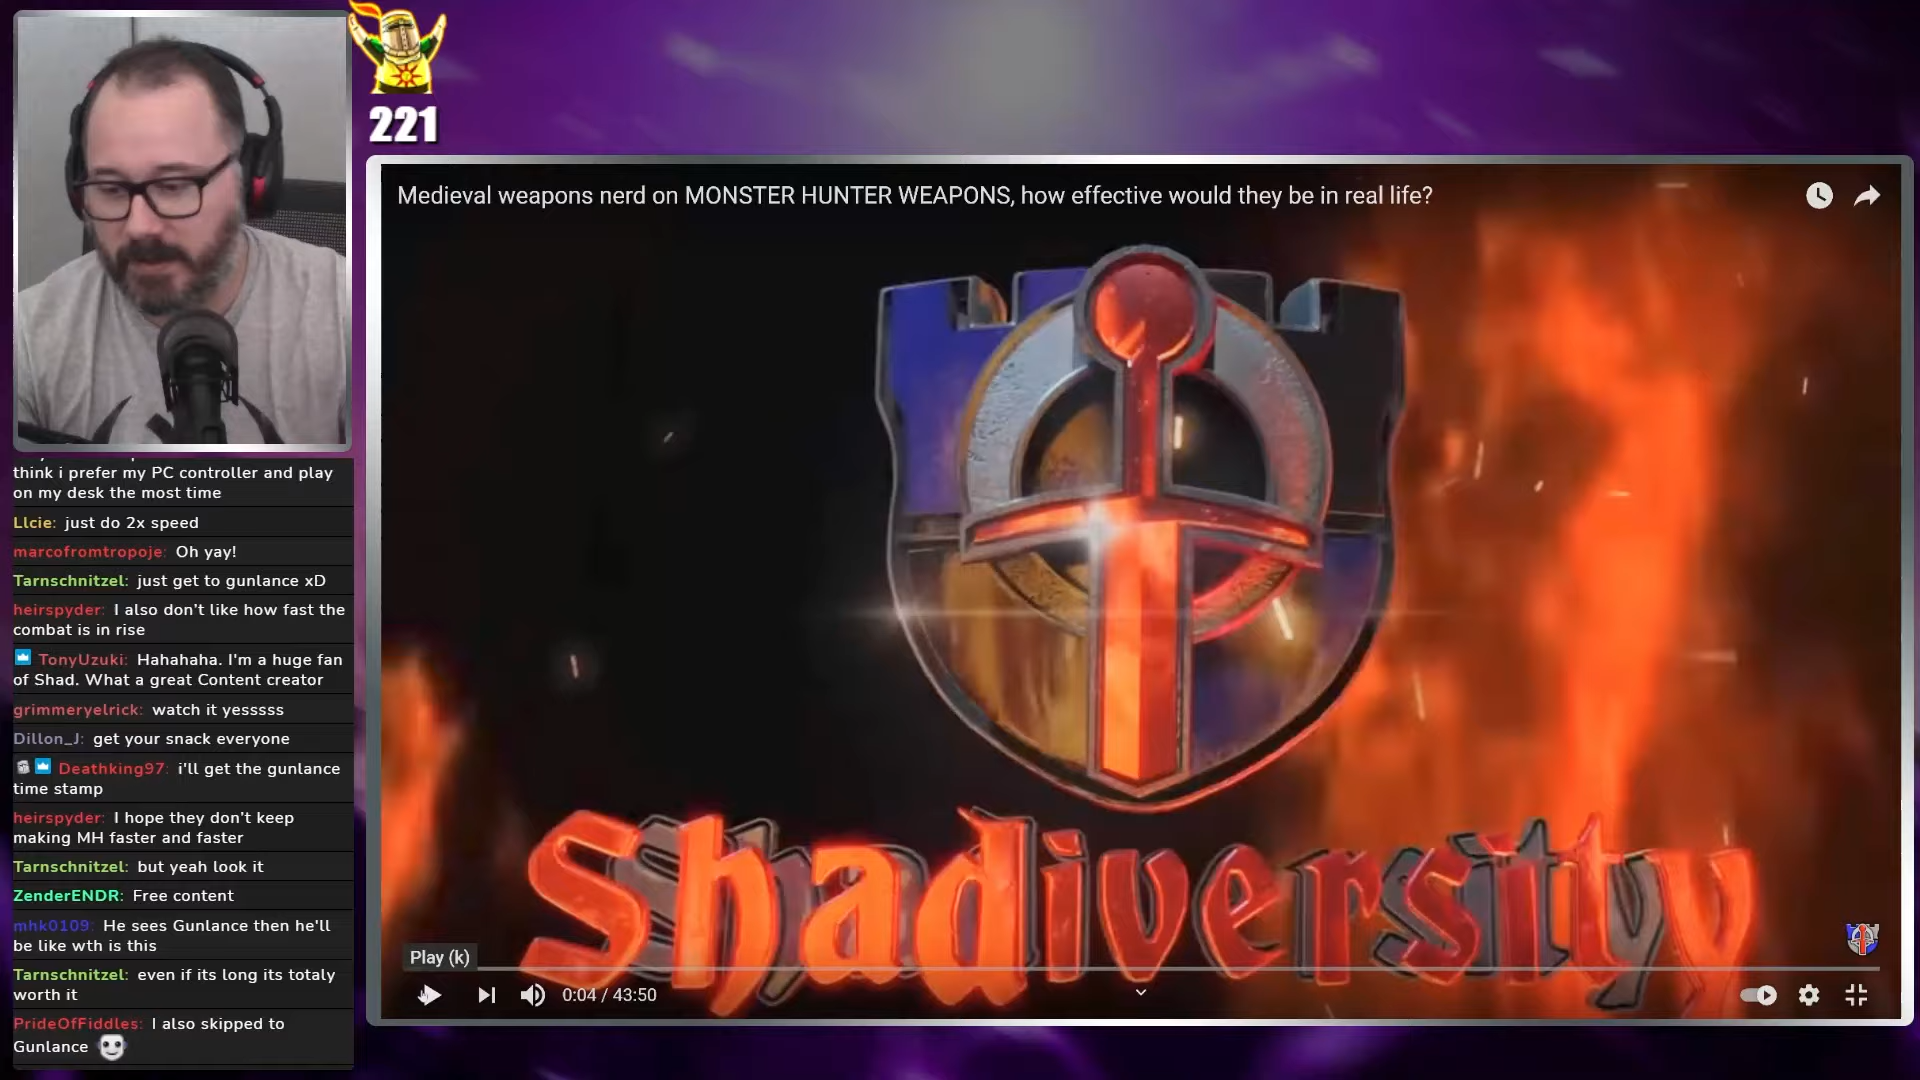 221
Medieval weapons nerd on MONSTER HUNTER WEAPONS, how effective would they be in real life?
Shadiversity
Play (k)
0:04 / 43:50
think i prefer my PC controller and play
on my desk the most time
Llcie: just do 2x speed
marcofromtropoje: Oh yay!
Tarnschnitzel: just get to gunlance xD
heirspyder: I also don't like how fast the
combat is in rise
TonyUzuki: Hahahaha. I'm a huge fan
of Shad. What a great Content creator
grimmeryelrick: watch it yesssss
Dillon_J: get your snack everyone
Deathking97: i'll get the gunlance
time stamp
heirspyder: I hope they don't keep
making MH faster and faster
Tarnschnitzel: but yeah look it
ZenderENDR: Free content
mhk0109: He sees Gunlance then he'll
be like wth is this
Tarnschnitzel: even if its long its totaly
worth it
PrideOfFiddles: I also skipped to
Gunlance